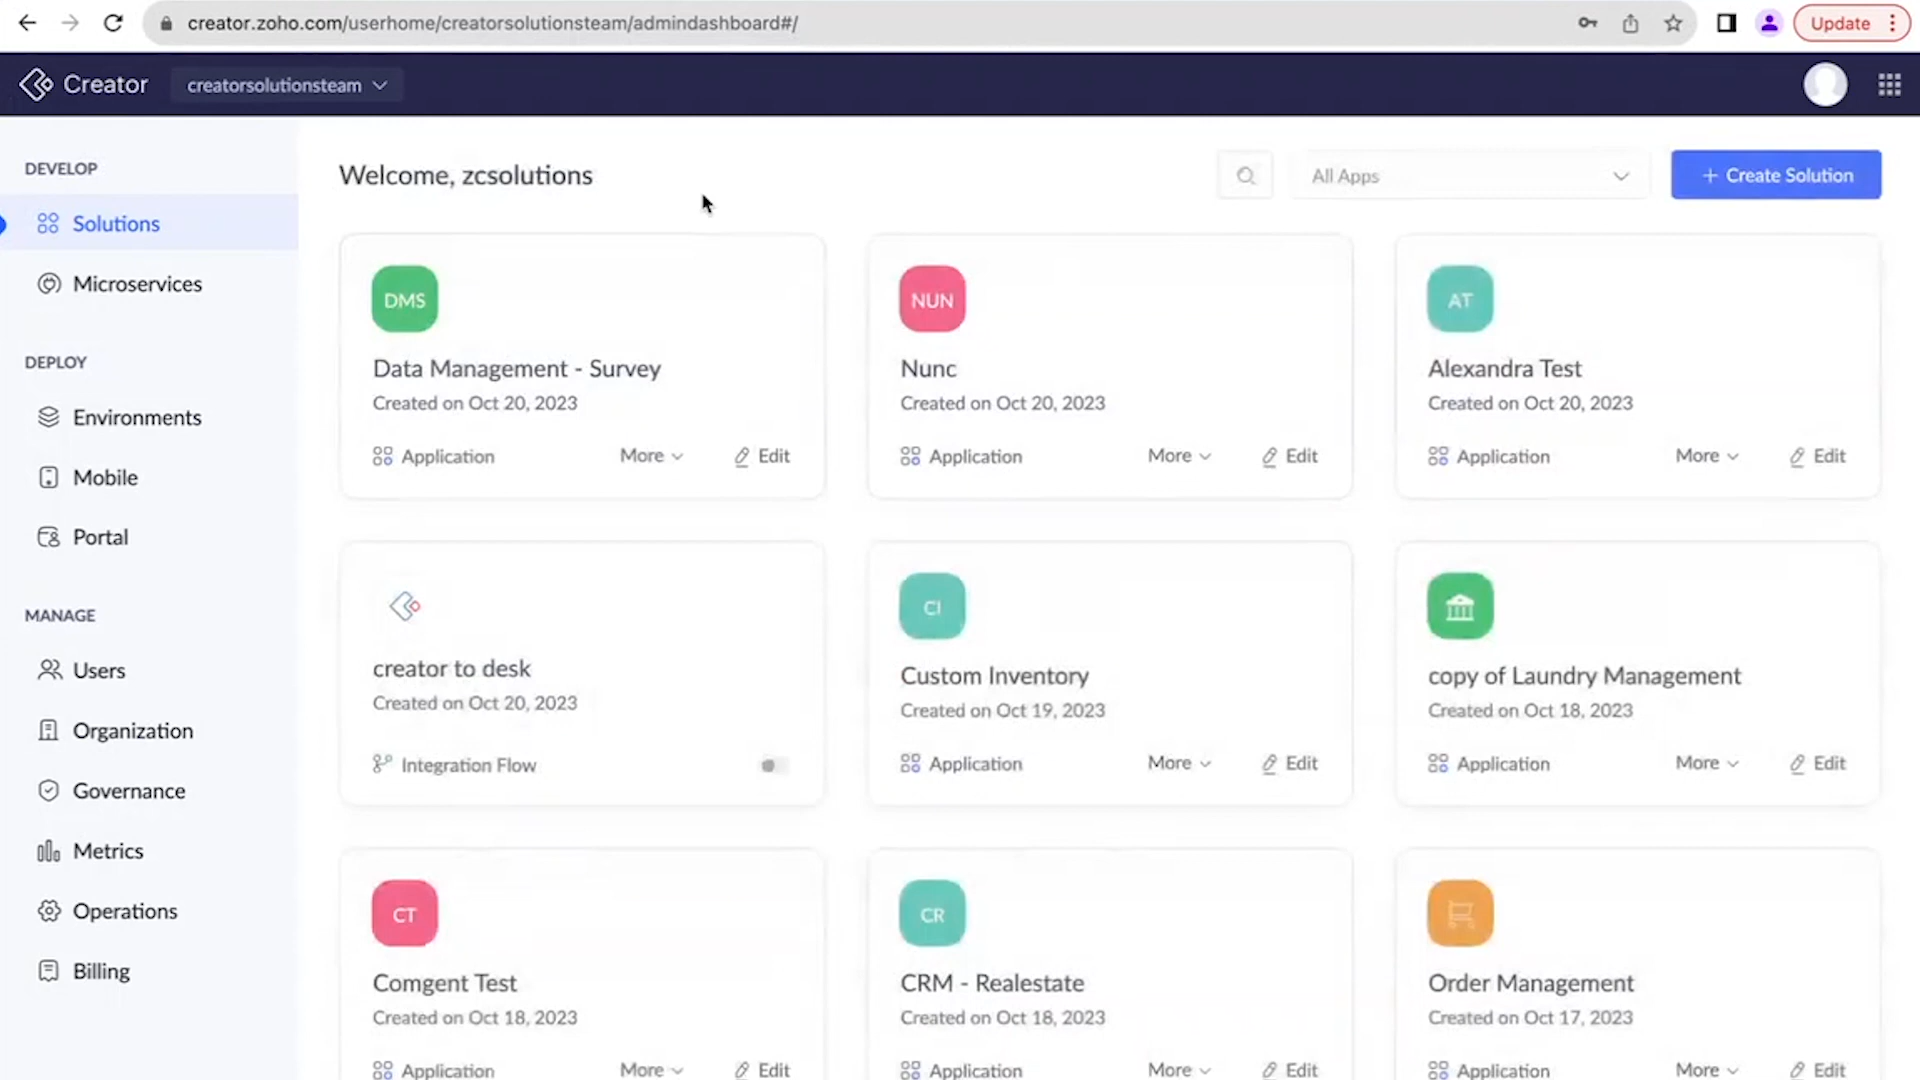 creator.zoho.com/userhome/creatorsolutionsteam/admindashboard#/
Update
Creator
creatorsolutionsteam
DEVELOP
Solutions
Microservices
DEPLOY
Environments
Mobile
Portal
MANAGE
Users
Organization
Governance
Metrics
Operations
Billing
Welcome, zcsolutions
All Apps
+ Create Solution
DMS
Data Management - Survey
Created on Oct 20, 2023
Application More Edit
NUN
Nunc
Created on Oct 20, 2023
Application More Edit
AT
Alexandra Test
Created on Oct 20, 2023
Application More Edit
creator to desk
Created on Oct 20, 2023
Integration Flow
CI
Custom Inventory
Created on Oct 19, 2023
Application More Edit
copy of Laundry Management
Created on Oct 18, 2023
Application More Edit
CT
Comgent Test
Created on Oct 18, 2023
Application More Edit
CR
CRM - Realestate
Created on Oct 18, 2023
Application More Edit
Order Management
Created on Oct 17, 2023
Application More Edit